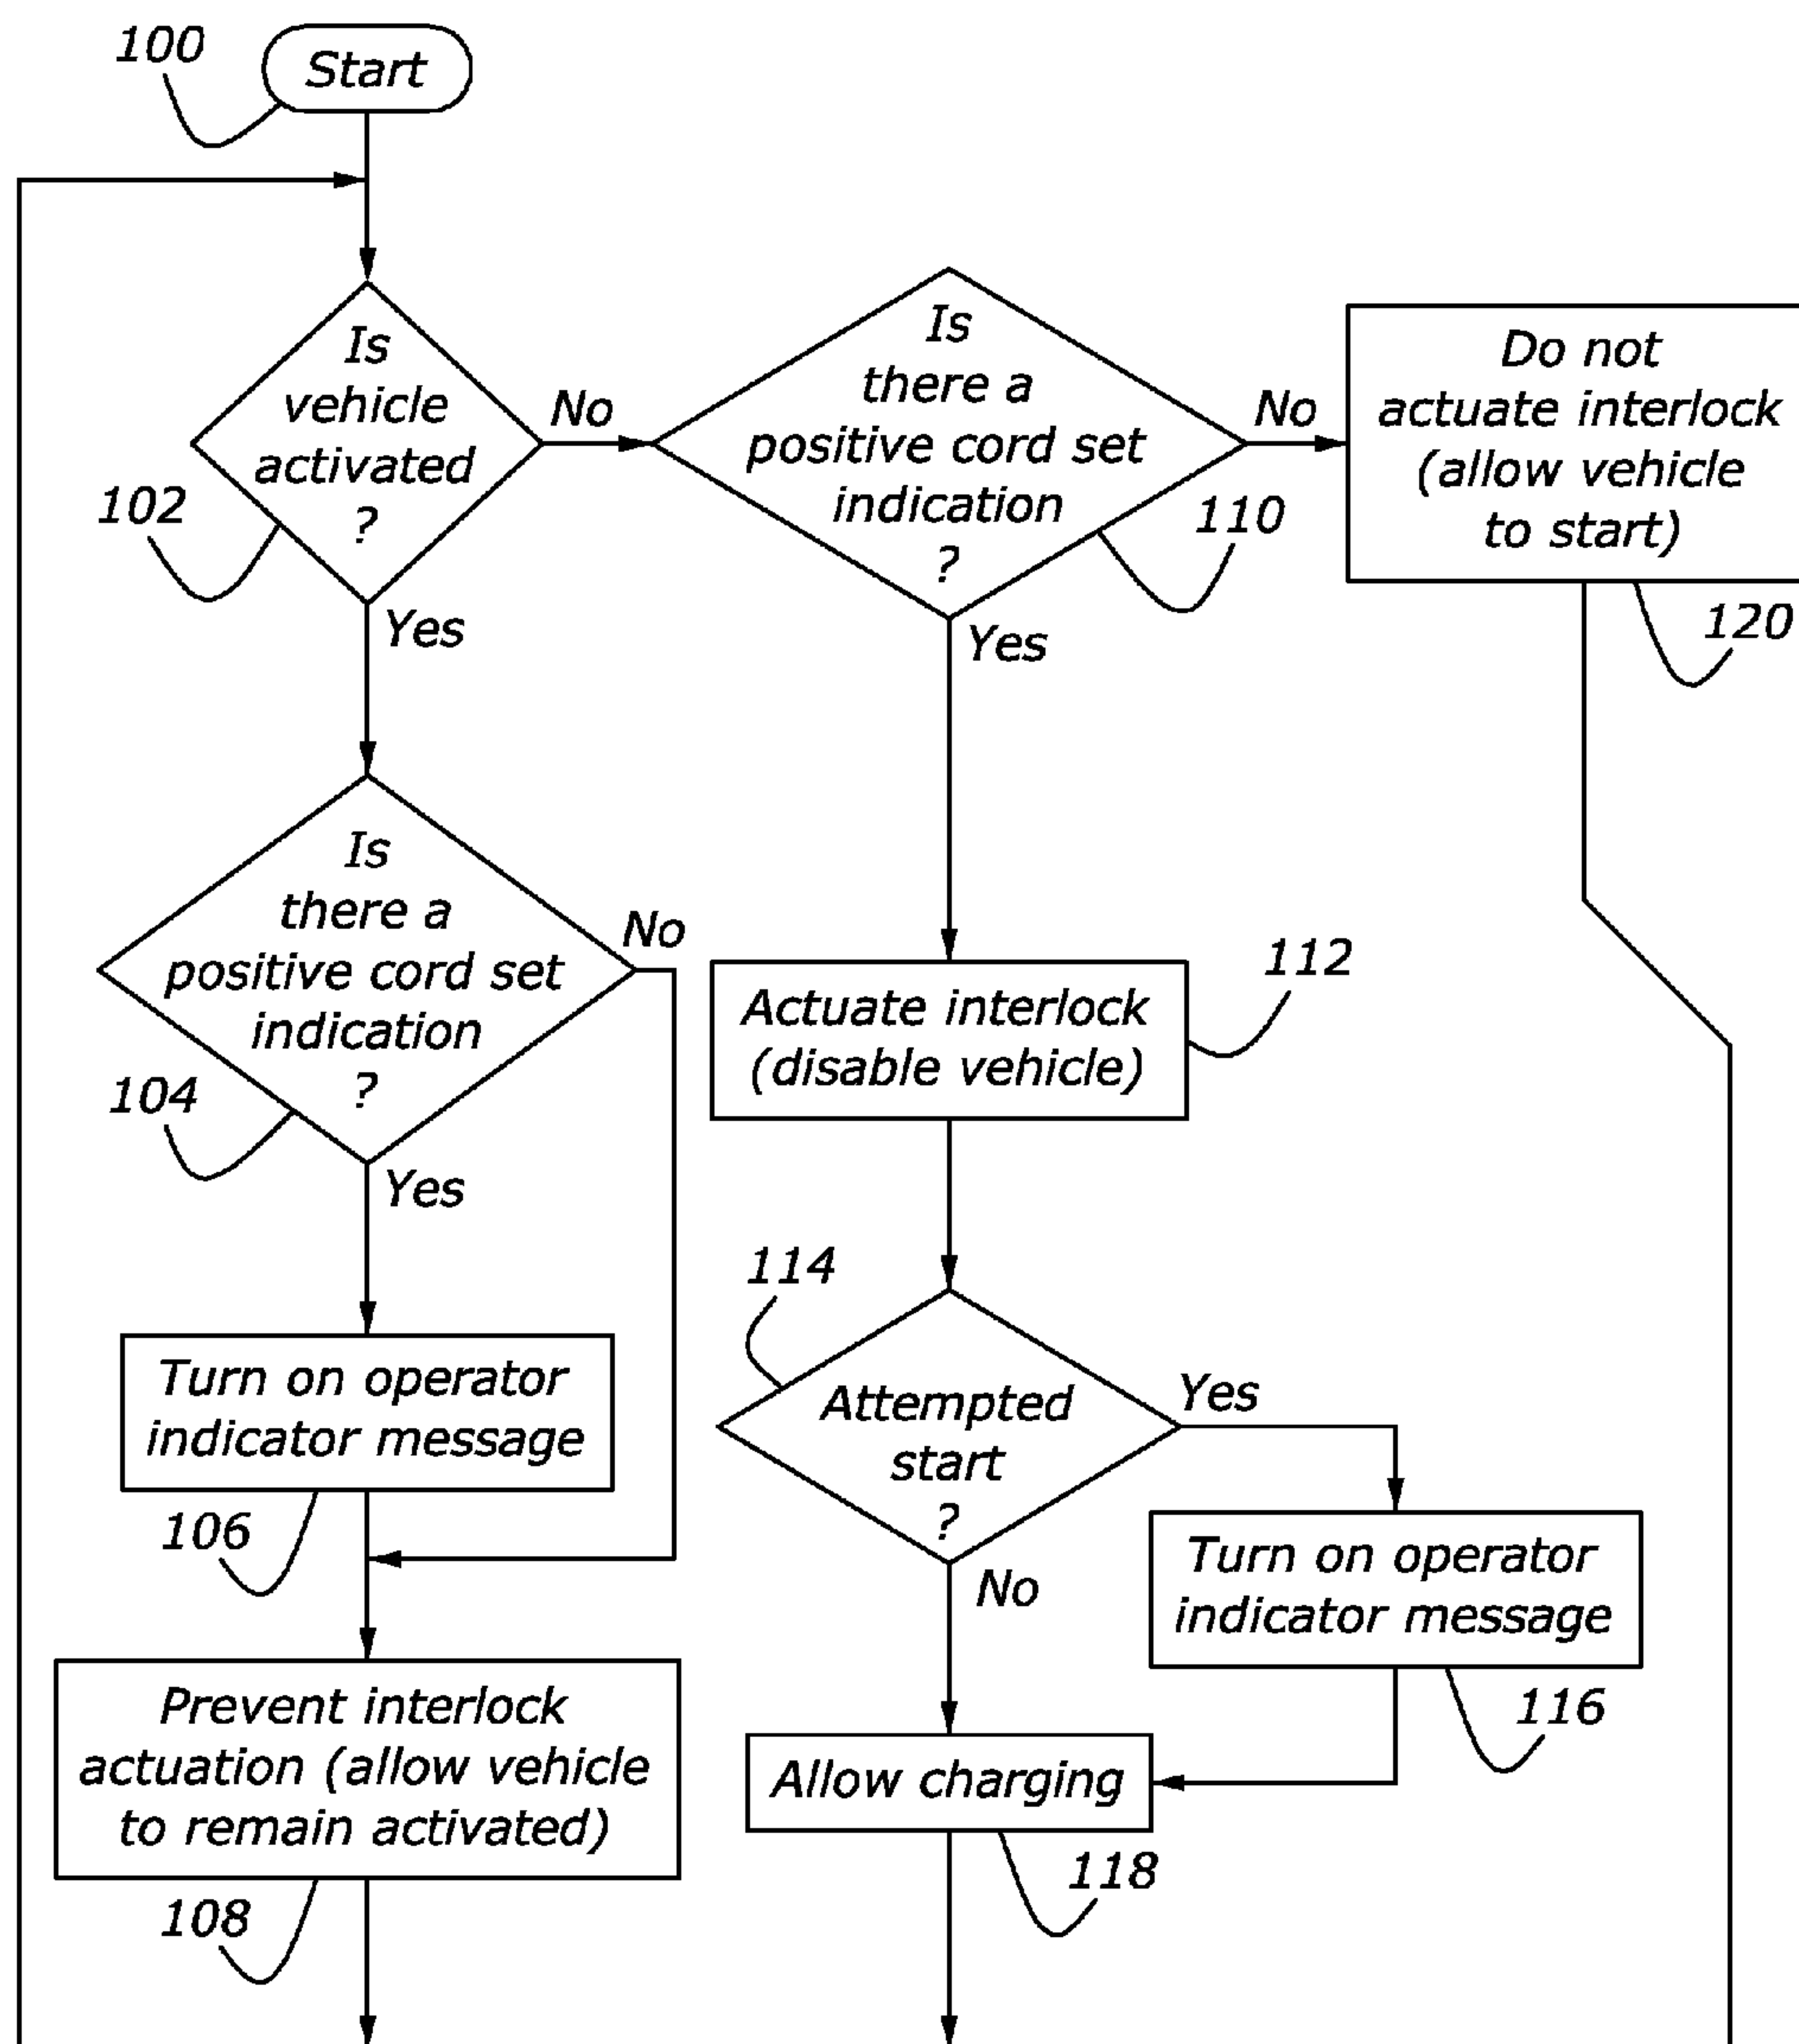 100
Start
Is
vehicle
activated
?
102
No
Yes
Is
there a
positive cord set
indication
?
110
No
Yes
Do not
actuate interlock
(allow vehicle
to start)
120
Is
there a
positive cord set
indication
?
104
No
Yes
Actuate interlock
(disable vehicle)
112
114
Attempted
start
?
Yes
No
Turn on operator
indicator message
106
Turn on operator
indicator message
116
Prevent interlock
actuation (allow vehicle
to remain activated)
108
Allow charging
118